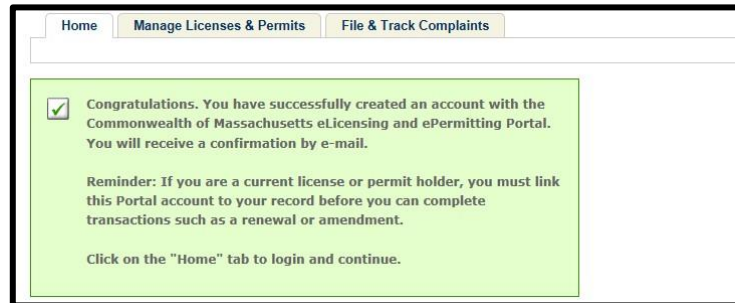 Home Manage Licenses & Permits File & Track Complaints
Congratulations. You have successfully created an account with the
Commonwealth of Massachusetts eLicensing and ePermitting Portal.
You will receive a confirmation by e-mail.
Reminder: If you are a current license or permit holder, you must link
this Portal account to your record before you can complete
transactions such as a renewal or amendment.
Click on the "Home" tab to login and continue.